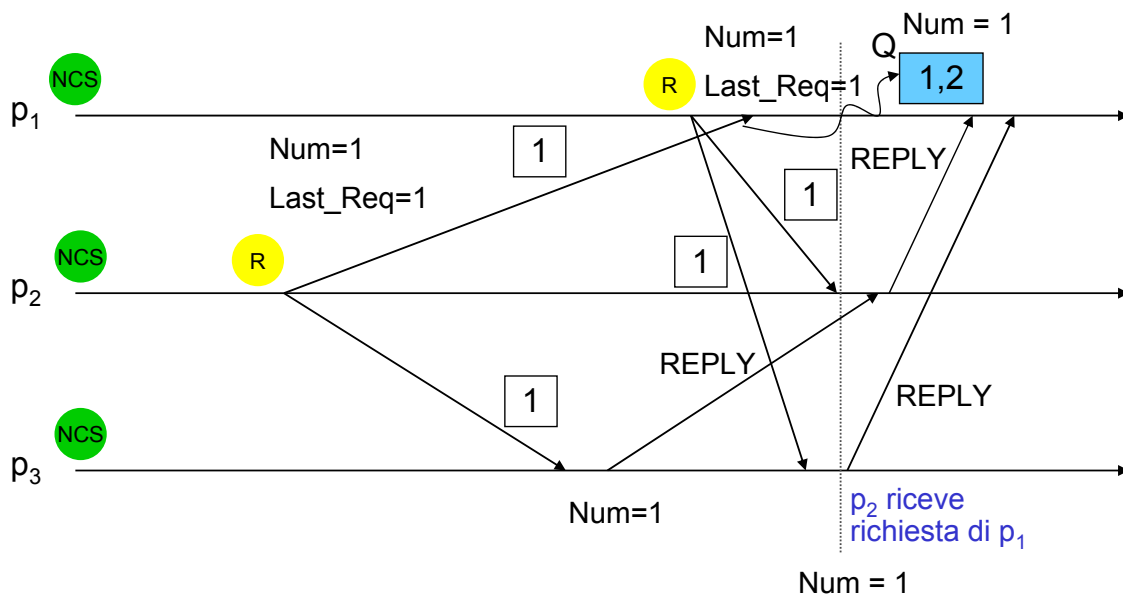 Num = 1
Num=1
Q
NCS
R
Last_Req=1
1,2
p1
1
REPLY
Num=1
Last_Req=1
1
NCS
R
1
p2
REPLY
REPLY
1
NCS
p3
Num=1
p2 riceve
richiesta di p1
Num = 1